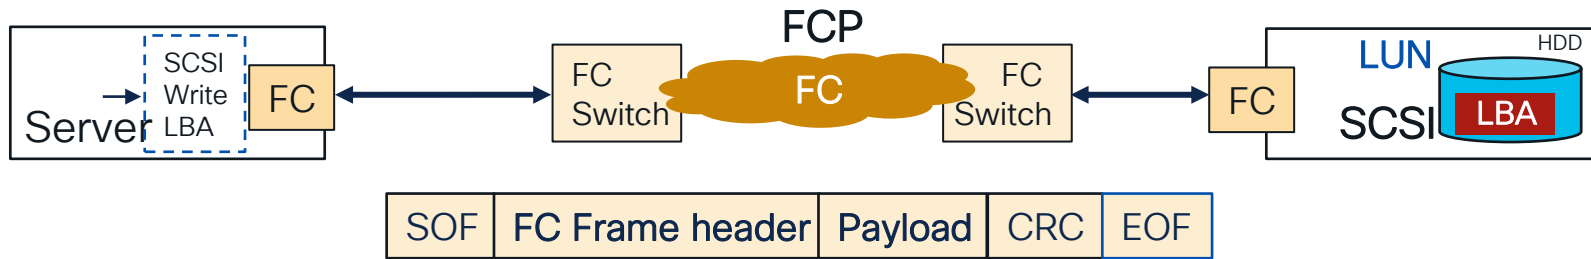 FCP
SCSI
Write
LBA
Server
FC
FC
Switch
FC
FC
Switch
FC
LUN
HDD
SCSI
LBA
SOF FC Frame header Payload CRC EOF